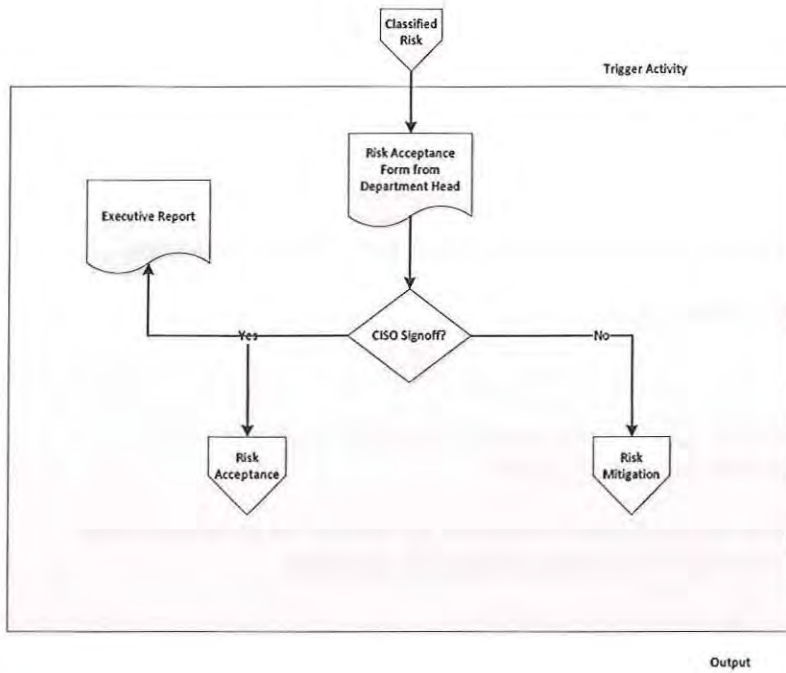 Classified
Risk
Trigger Activity
Risk Acceptance
Form from
Department Head
Executive Report
CISO Signoff?
Yes
No
Risk
Acceptance
Risk
Mitigation
Output